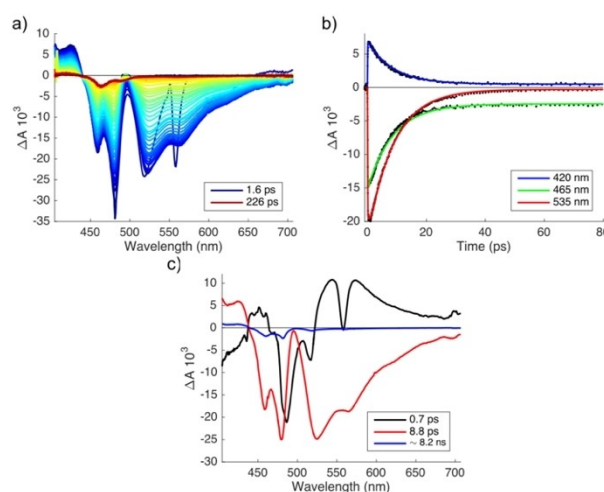 a)
ΔA 10³
10
5
0
-5
-10
-15
-20
-25
-30
-35
450 500 550 600 650 700
Wavelength (nm)
1.6 ps
226 ps
b)
ΔA 10³
10
5
0
-5
-10
-15
-20
0 20 40 60 80
Time (ps)
420 nm
465 nm
535 nm
c)
ΔA 10³
10
5
0
-5
-10
-15
-20
-25
-30
450 500 550 600 650 700
Wavelength (nm)
0.7 ps
8.8 ps
~ 8.2 ns